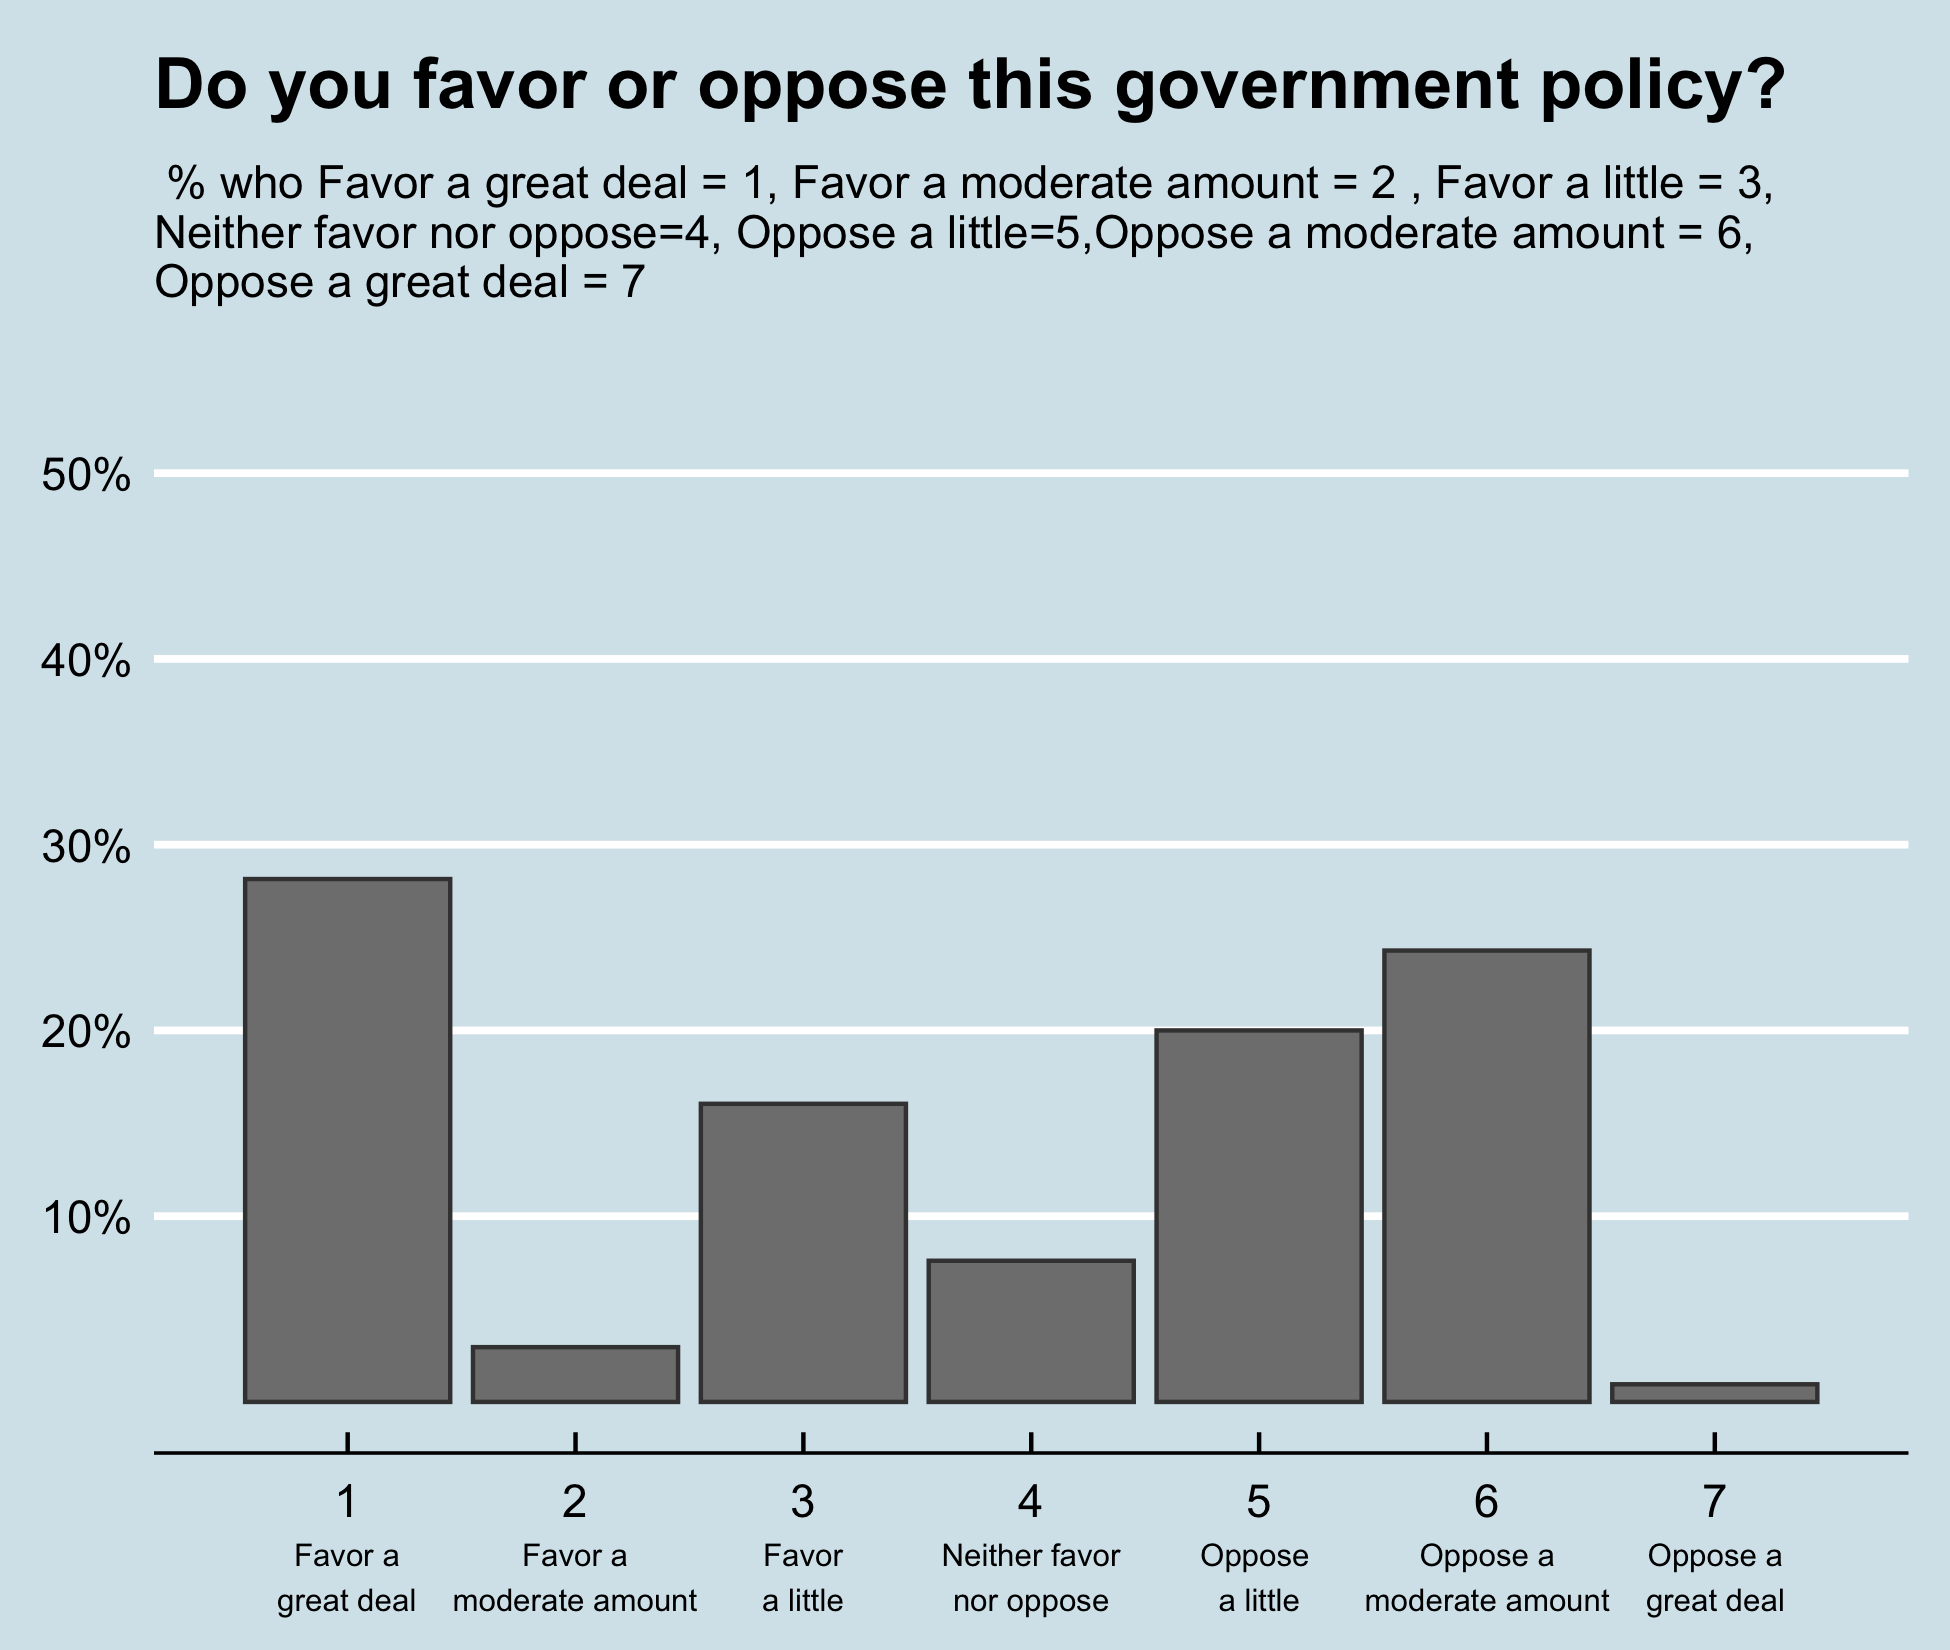 Do you favor or oppose this government policy?
% who Favor a great deal = 1, Favor a moderate amount = 2 , Favor a little = 3,
Neither favor nor oppose=4, Oppose a little=5,Oppose a moderate amount = 6,
Oppose a great deal = 7
50%
40%
30%
20%
10%
1 2 3 4 5 6 7
Favor a Favor a Favor Neither favor Oppose Oppose a Oppose a
great deal moderate amount a little nor oppose a little moderate amount great deal